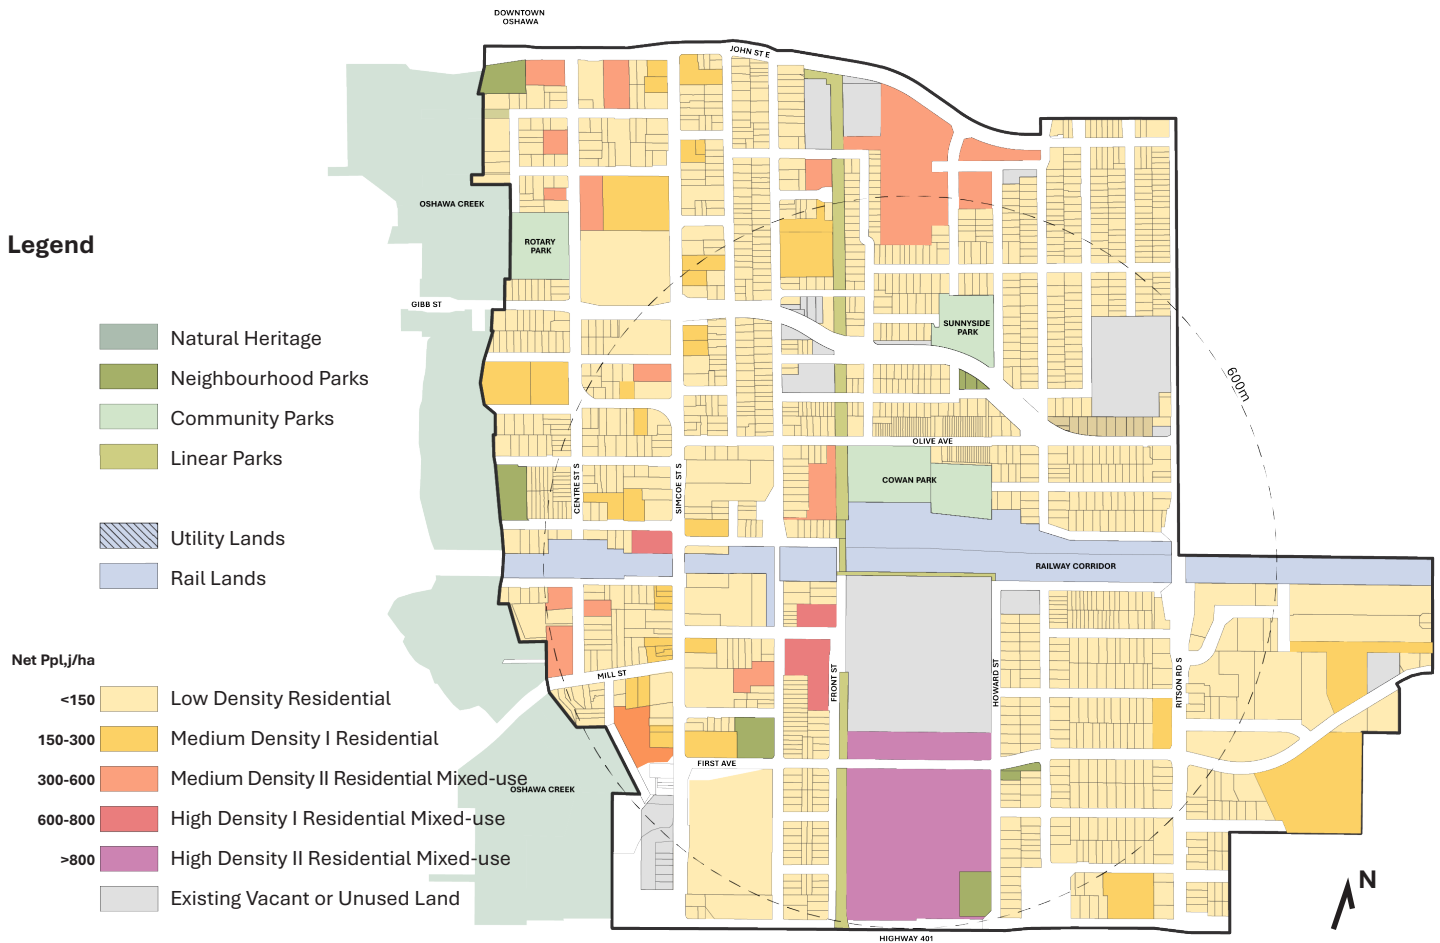 DOWNTOWN
OSHAWA
JOHN ST E
OSHAWA CREEK
ROTARY
PARK
Legend
GIBB ST
SUNNYSIDE
PARK
Natural Heritage
Neighbourhood Parks
Community Parks
Linear Parks
600m
OLIVE AVE
CENTRE ST S
SIMCOE ST S
COWAN PARK
Utility Lands
Rail Lands
RAILWAY CORRIDOR
Net Ppl,j/ha
MILL ST
FRONT ST
HOWARD ST
RITSON RD S
<150 Low Density Residential
150-300 Medium Density I Residential
FIRST AVE
300-600 Medium Density II Residential Mixed-use
OSHAWA CREEK
600-800 High Density I Residential Mixed-use
>800 High Density II Residential Mixed-use
Existing Vacant or Unused Land
N
HIGHWAY 401